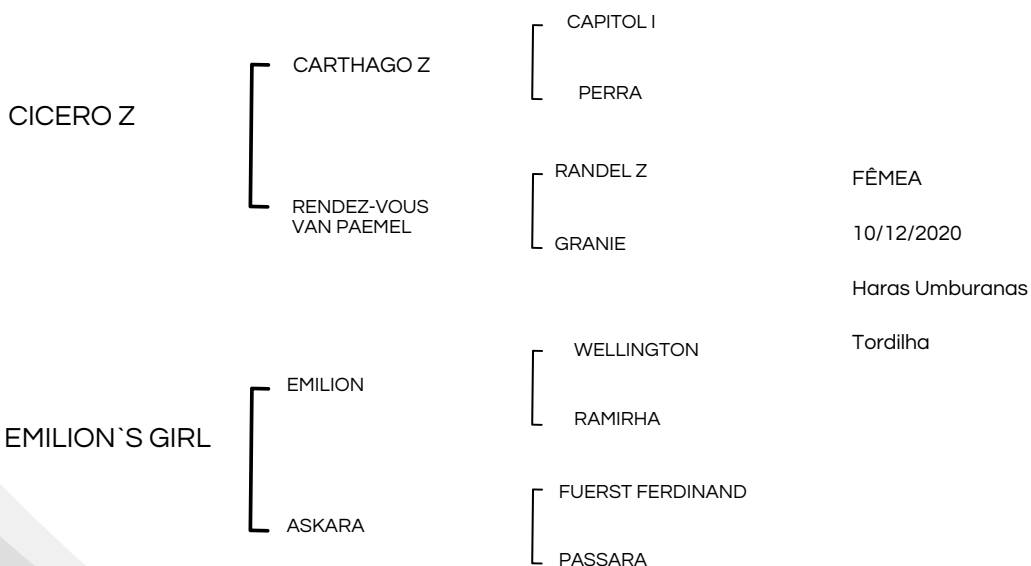 CICERO Z
CARTHAGO Z
CAPITOL I
PERRA
RENDEZ-VOUS
VAN PAEMEL
RANDEL Z
GRANIE
EMILION`S GIRL
EMILION
WELLINGTON
RAMIRHA
ASKARA
FUERST FERDINAND
PASSARA
FÊMEA
10/12/2020
Haras Umburanas
Tordilha